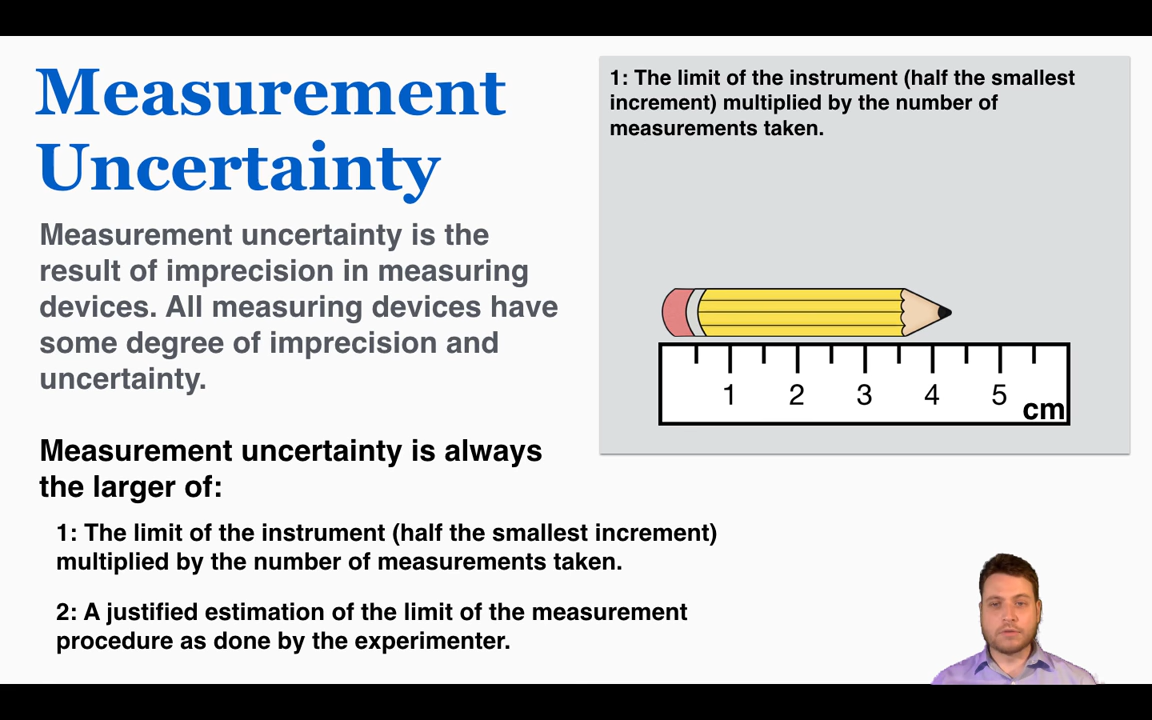 Measurement
Uncertainty
Measurement uncertainty is the
result of imprecision in measuring
devices. All measuring devices have
some degree of imprecision and
uncertainty.
Measurement uncertainty is always
the larger of:
1: The limit of the instrument (half the smallest increment)
multiplied by the number of measurements taken.
2: A justified estimation of the limit of the measurement
procedure as done by the experimenter.
1: The limit of the instrument (half the smallest
increment) multiplied by the number of
measurements taken.
1 2 3 4 5 cm